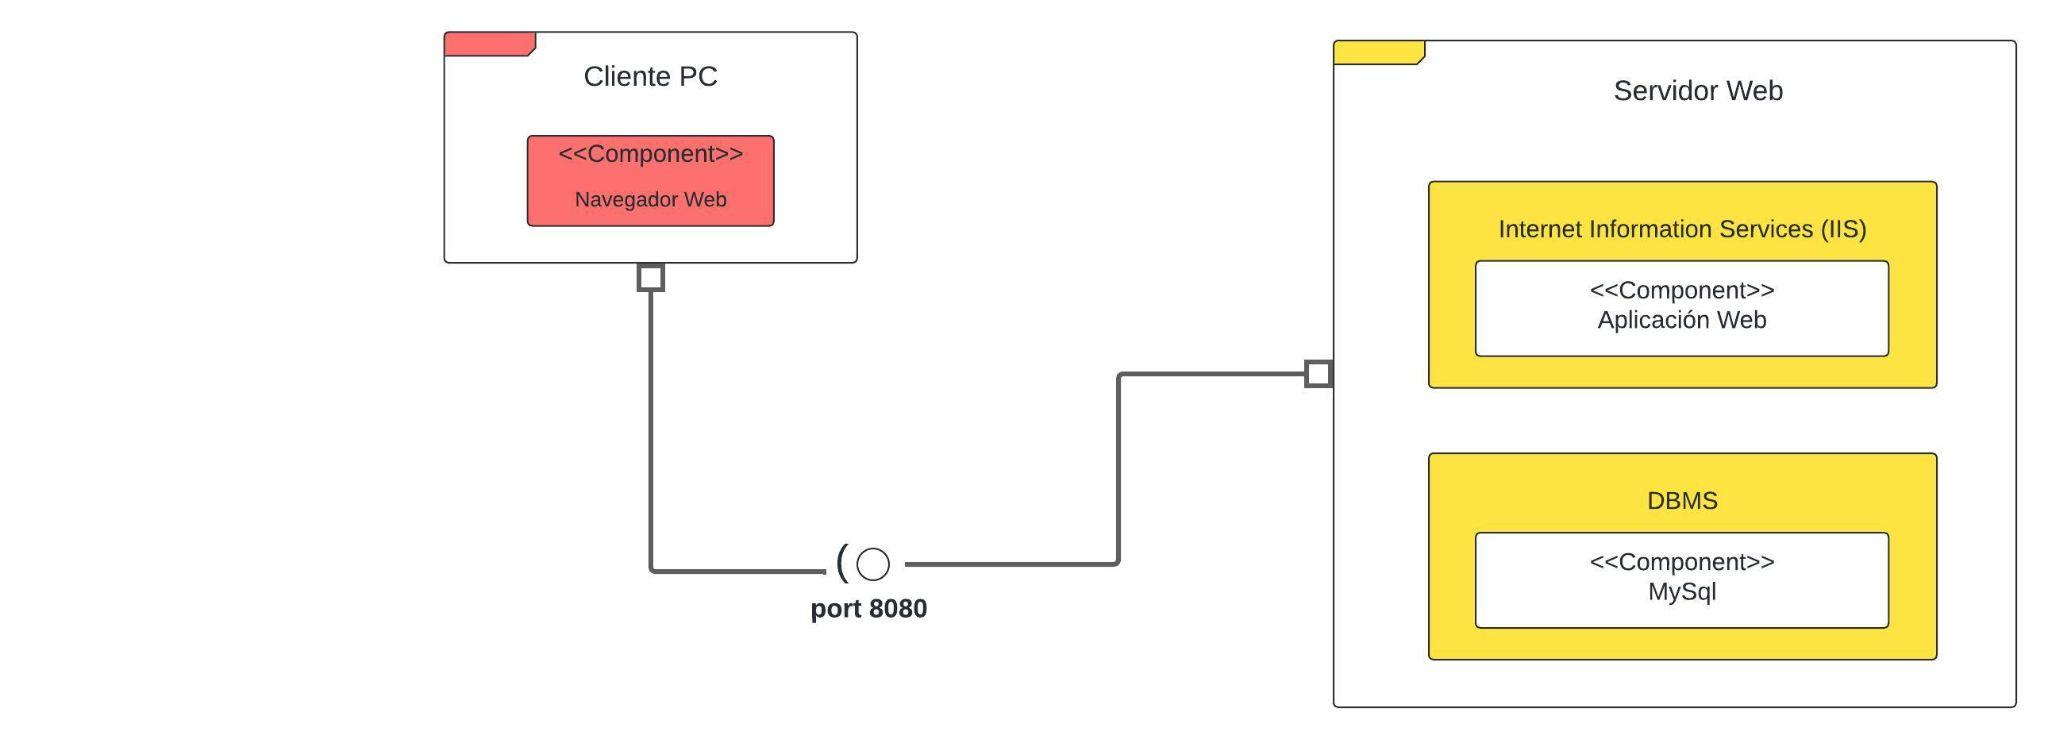 Cliente PC
<<Component>>
Navegador Web
port 8080
Servidor Web
Internet Information Services (IIS)
<<Component>>
Aplicación Web
DBMS
<<Component>>
MySql